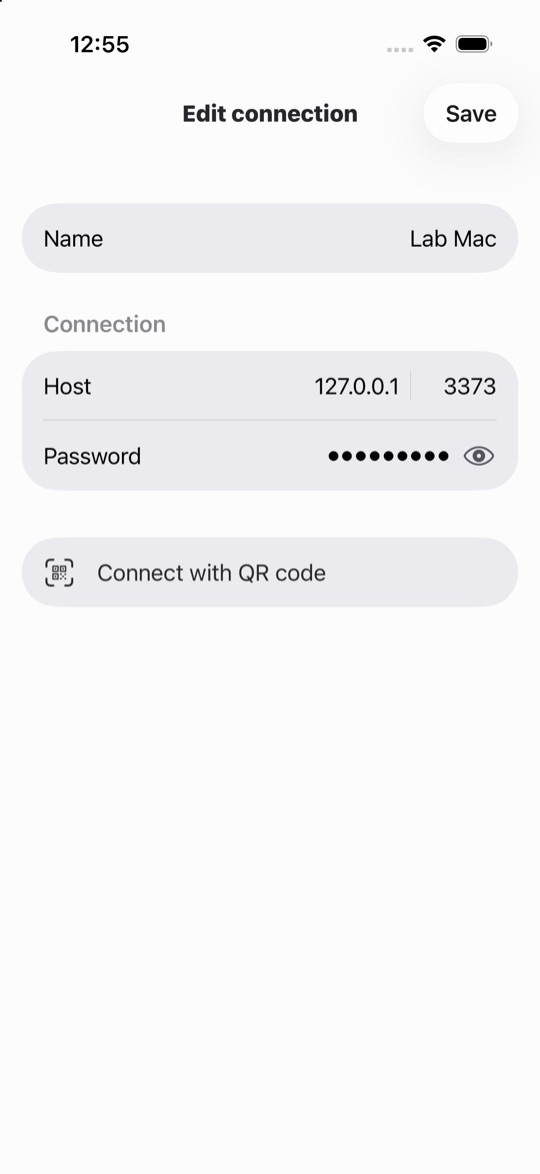 12:55
Edit connection
Save
Name Lab Mac
Connection
Host 127.0.0.1 3373
Password •••••••••
Connect with QR code